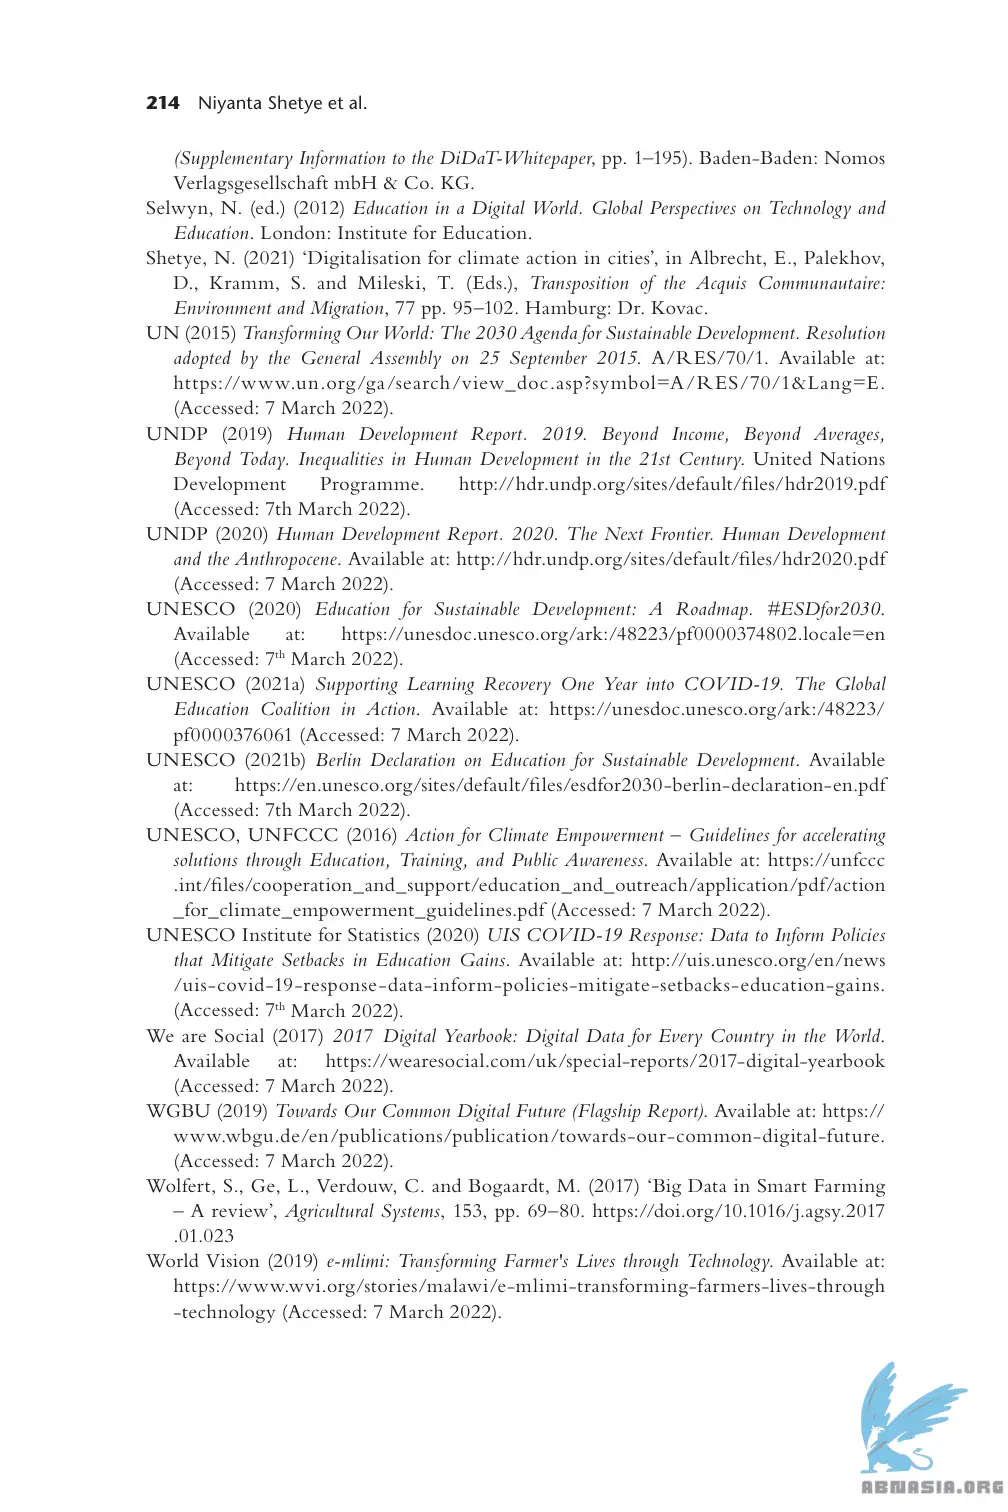 214 Niyanta Shetye et al.
(Supplementary Information to the DiDaT-Whitepaper, pp. 1–195). Baden-Baden: Nomos
Verlagsgesellschaft mbH & Co. KG.
Selwyn, N. (ed.) (2012) Education in a Digital World. Global Perspectives on Technology and
Education. London: Institute for Education.
Shetye, N. (2021) ‘Digitalisation for climate action in cities’, in Albrecht, E., Palekhov,
D., Kramm, S. and Mileski, T. (Eds.), Transposition of the Acquis Communautaire:
Environment and Migration, 77 pp. 95–102. Hamburg: Dr. Kovac.
UN (2015) Transforming Our World: The 2030 Agenda for Sustainable Development. Resolution
adopted by the General Assembly on 25 September 2015. A/RES/70/1. Available at:
https://www.un.org/ga/search/view_doc.asp?symbol=A/RES/70/1&Lang=E.
(Accessed: 7 March 2022).
UNDP (2019) Human Development Report. 2019. Beyond Income, Beyond Averages,
Beyond Today. Inequalities in Human Development in the 21st Century. United Nations
Development Programme. http://hdr.undp.org/sites/default/files/hdr2019.pdf
(Accessed: 7th March 2022).
UNDP (2020) Human Development Report. 2020. The Next Frontier. Human Development
and the Anthropocene. Available at: http://hdr.undp.org/sites/default/files/hdr2020.pdf
(Accessed: 7 March 2022).
UNESCO (2020) Education for Sustainable Development: A Roadmap. #ESDfor2030.
Available at: https://unesdoc.unesco.org/ark:/48223/pf0000374802.locale=en
(Accessed: 7th March 2022).
UNESCO (2021a) Supporting Learning Recovery One Year into COVID-19. The Global
Education Coalition in Action. Available at: https://unesdoc.unesco.org/ark:/48223/
pf0000376061 (Accessed: 7 March 2022).
UNESCO (2021b) Berlin Declaration on Education for Sustainable Development. Available
at: https://en.unesco.org/sites/default/files/esdfor2030-berlin-declaration-en.pdf
(Accessed: 7th March 2022).
UNESCO, UNFCCC (2016) Action for Climate Empowerment – Guidelines for accelerating
solutions through Education, Training, and Public Awareness. Available at: https://unfccc
.int/files/cooperation_and_support/education_and_outreach/application/pdf/action
_for_climate_empowerment_guidelines.pdf (Accessed: 7 March 2022).
UNESCO Institute for Statistics (2020) UIS COVID-19 Response: Data to Inform Policies
that Mitigate Setbacks in Education Gains. Available at: http://uis.unesco.org/en/news
/uis-covid-19-response-data-inform-policies-mitigate-setbacks-education-gains.
(Accessed: 7th March 2022).
We are Social (2017) 2017 Digital Yearbook: Digital Data for Every Country in the World.
Available at: https://wearesocial.com/uk/special-reports/2017-digital-yearbook
(Accessed: 7 March 2022).
WGBU (2019) Towards Our Common Digital Future (Flagship Report). Available at: https://
www.wbgu.de/en/publications/publication/towards-our-common-digital-future.
(Accessed: 7 March 2022).
Wolfert, S., Ge, L., Verdouw, C. and Bogaardt, M. (2017) ‘Big Data in Smart Farming
– A review’, Agricultural Systems, 153, pp. 69–80. https://doi.org/10.1016/j.agsy.2017
.01.023
World Vision (2019) e-mlimi: Transforming Farmer's Lives through Technology. Available at:
https://www.wvi.org/stories/malawi/e-mlimi-transforming-farmers-lives-through
-technology (Accessed: 7 March 2022).
ABNASIA.ORG